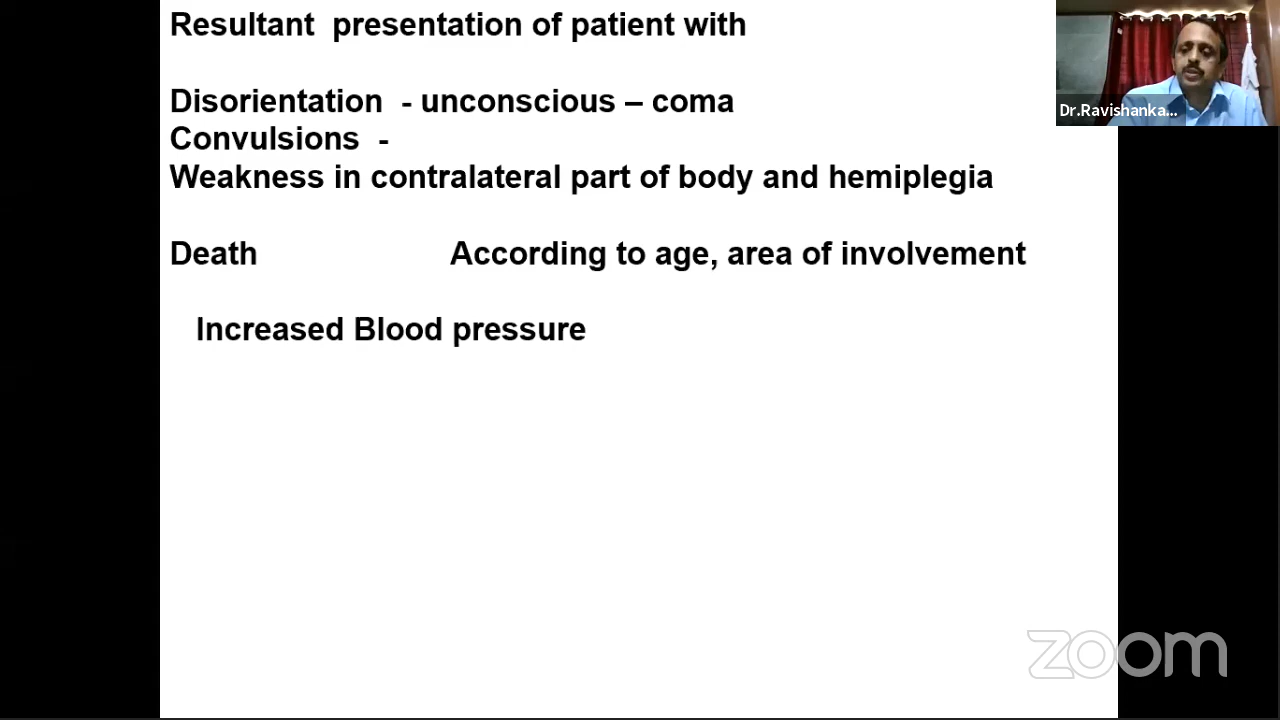 Resultant presentation of patient with
Disorientation - unconscious – coma
Convulsions -
Weakness in contralateral part of body and hemiplegia
Death According to age, area of involvement
Increased Blood pressure
Dr.Ravishanka...
zoom